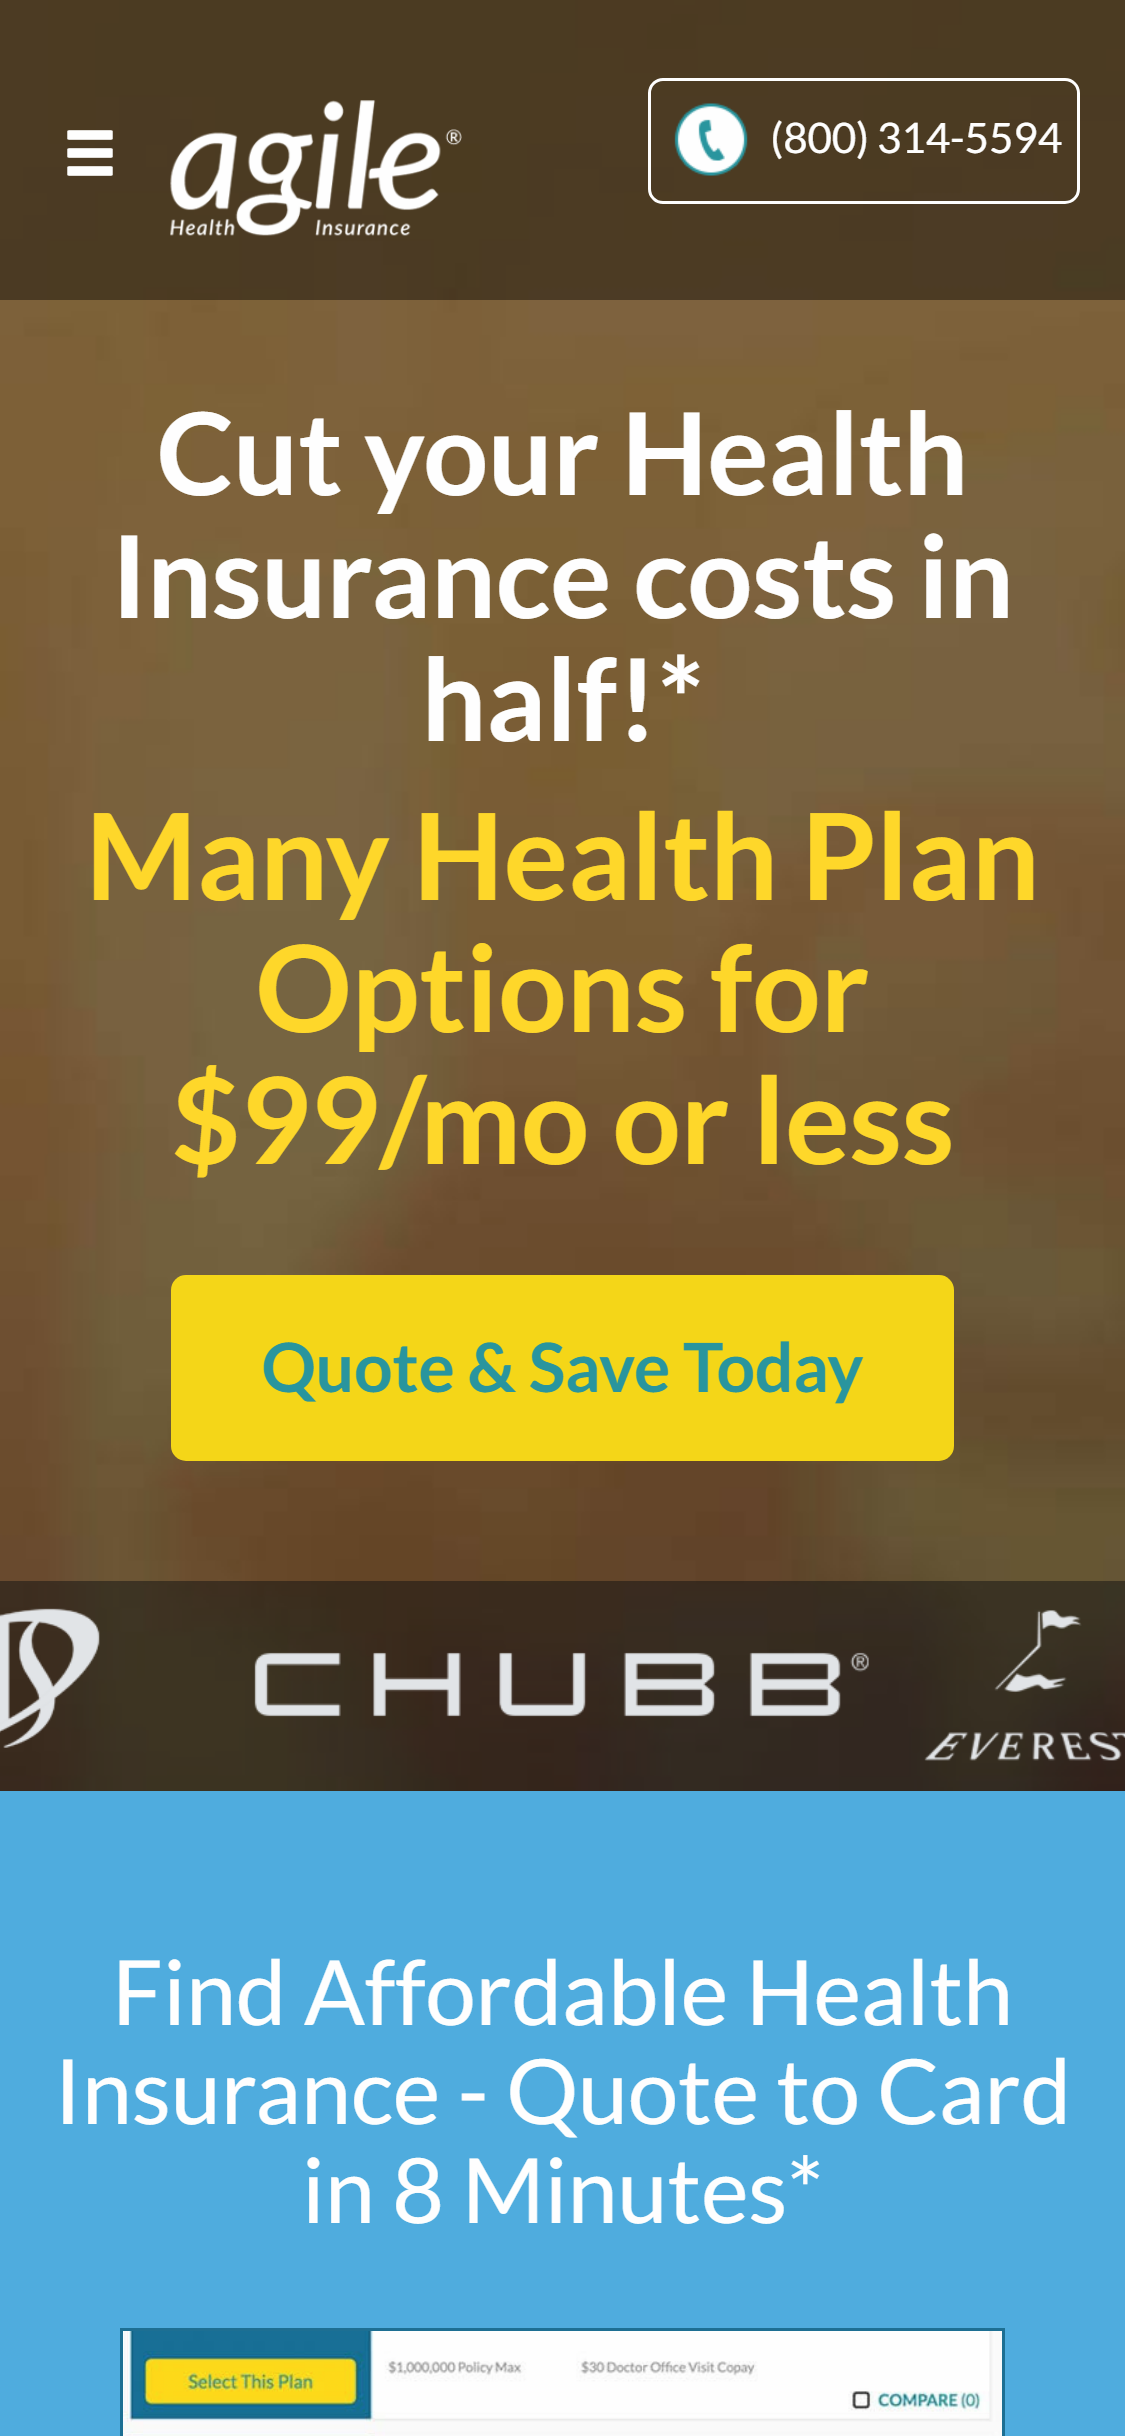 agile®
Health Insurance
(800) 314-5594
Cut your Health
Insurance costs in
half!*
Many Health Plan
Options for
$99/mo or less
Quote & Save Today
CHUBB®
EVEREST
Find Affordable Health
Insurance - Quote to Card
in 8 Minutes*
Select This Plan
$1,000,000 Policy Max
$30 Doctor Office Visit Copay
COMPARE (0)